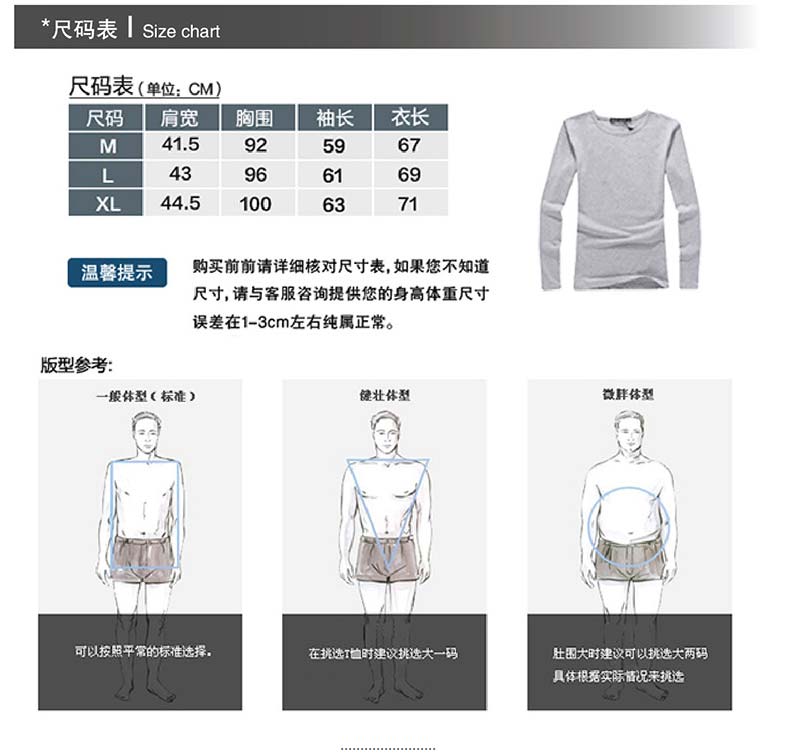 *尺码表 | Size chart
尺码表(单位: CM)
尺码 肩宽 胸围 袖长 衣长
M 41.5 92 59 67
L 43 96 61 69
XL 44.5 100 63 71
温馨提示
购买前前请详细核对尺寸表,如果您不知道
尺寸,请与客服咨询提供您的身高体重尺寸
误差在1-3cm左右纯属正常。
版型参考:
一般体型(标准)
可以按照平常的标准选择。
健壮体型
在挑选T恤时建议挑选大一码
微胖体型
肚围大时建议可以挑选大两码
具体根据实际情况来挑选